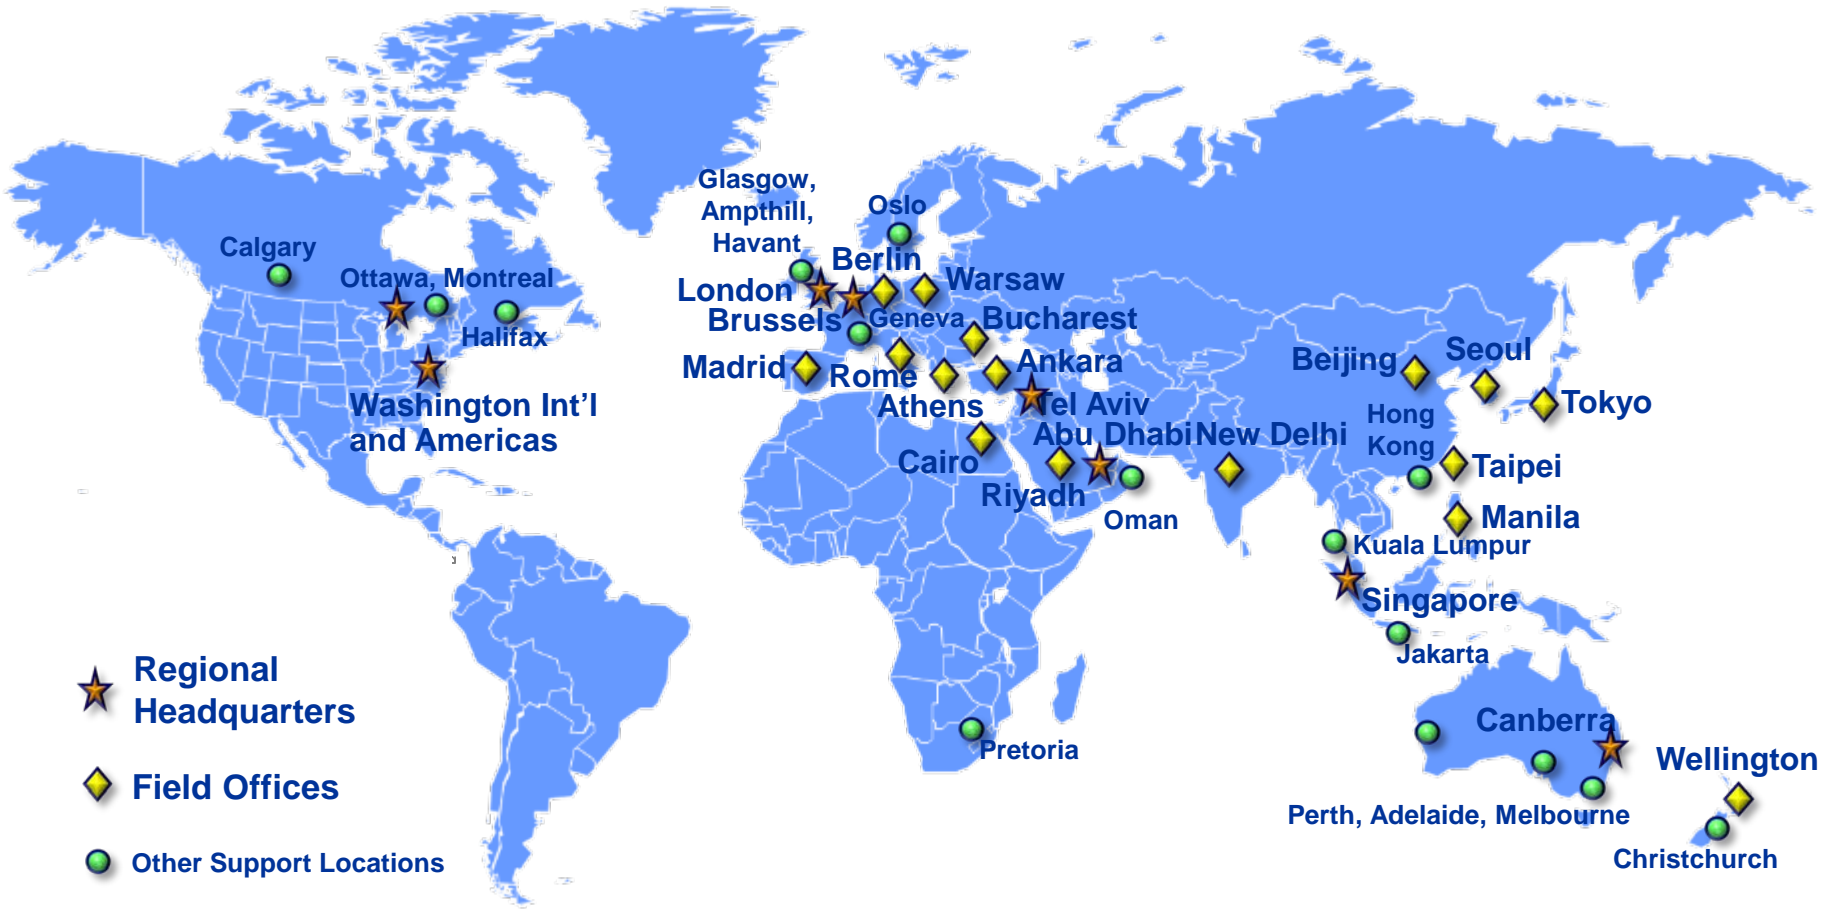 Glasgow,
Ampthill,
Havant
Oslo
Calgary
Ottawa, Montreal
Halifax
Berlin
London
Warsaw
Brussels
Geneva
Bucharest
Madrid
Rome
Ankara
Athens
Tel Aviv
Beijing
Seoul
Tokyo
Hong
Kong
Washington Int'l
and Americas
Abu Dhabi
New Delhi
Cairo
Taipei
Riyadh
Oman
Manila
Kuala Lumpur
Singapore
Jakarta
Regional
Headquarters
Canberra
Pretoria
Wellington
Field Offices
Perth, Adelaide, Melbourne
Christchurch
Other Support Locations